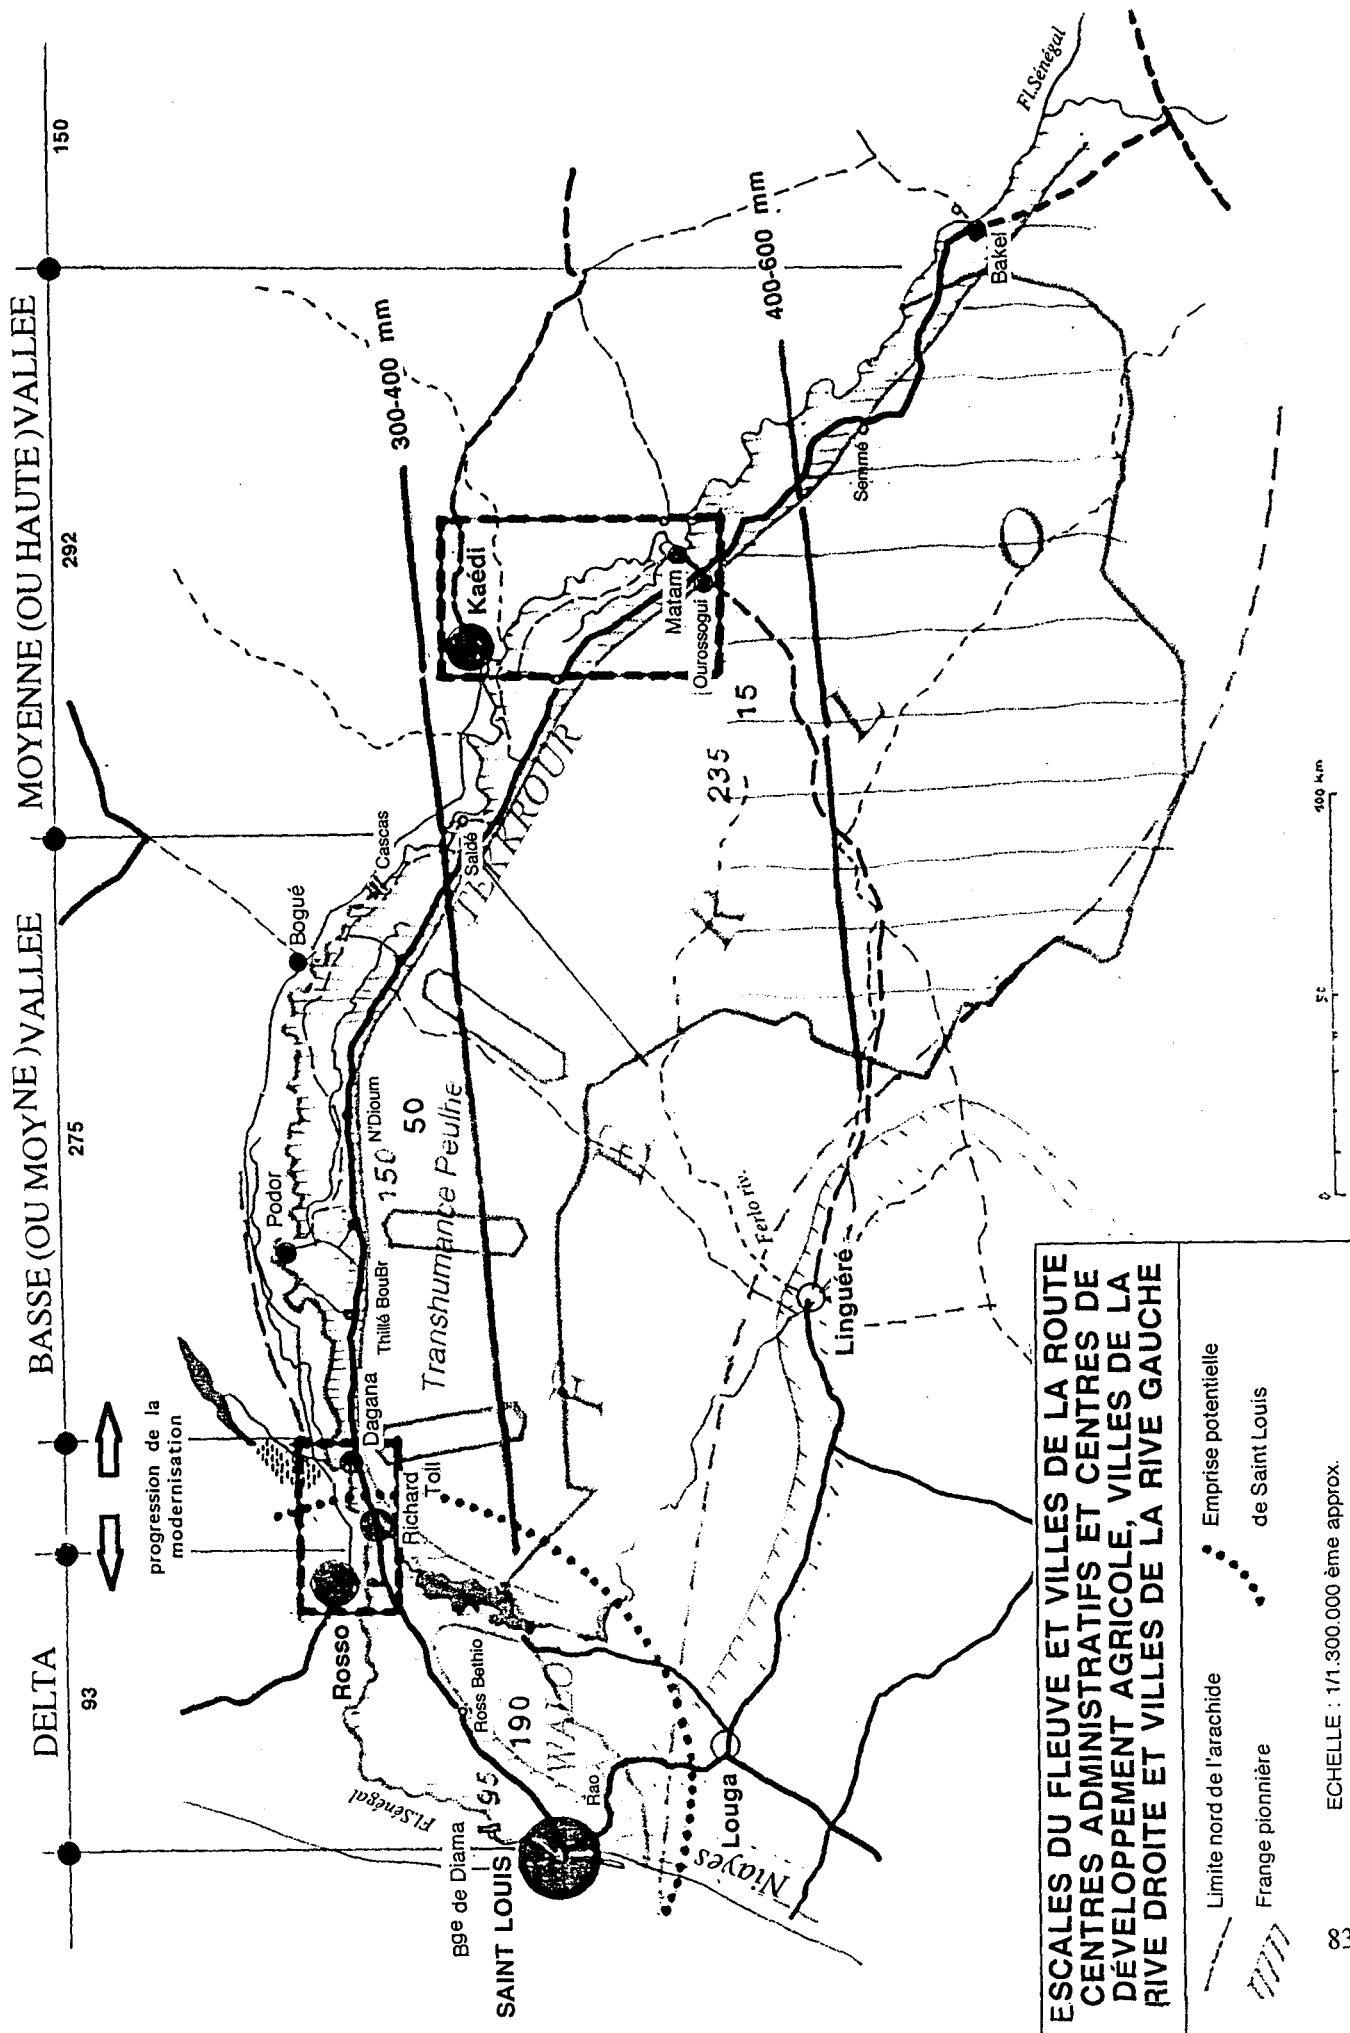 DELTA
BASSE (OU MOYNE) VALLEE
MOYENNE (OU HAUTE) VALLEE
93
275
292
150
progression de la
modernisation
Rosso
Richard
Toll
Dagana
Podor
Thillé BouBr
N'Dioum
150
50
Transhumance Peulhe
Bogué
Cascas
Saldé
TEKROUR
300-400 mm
Kaédi
Matam
Ourossogui
15
235
400-600 mm
Semmé
Bakel
Fl.Sénégal
Fl.Sénégal
Bge de Diama
SAINT LOUIS
95
Ross Bethio
190
WALO
Rao
Louga
Niayes
Linguéré
Ferlo riv.
F
E
R
L
O
ESCALES DU FLEUVE ET VILLES DE LA ROUTE
CENTRES ADMINISTRATIFS ET CENTRES DE
DÉVELOPPEMENT AGRICOLE, VILLES DE LA
RIVE DROITE ET VILLES DE LA RIVE GAUCHE
Limite nord de l'arachide
Emprise potentielle
de Saint Louis
Frange pionnière
ECHELLE : 1/1.300.000 ème approx.
0
50
100 km
83